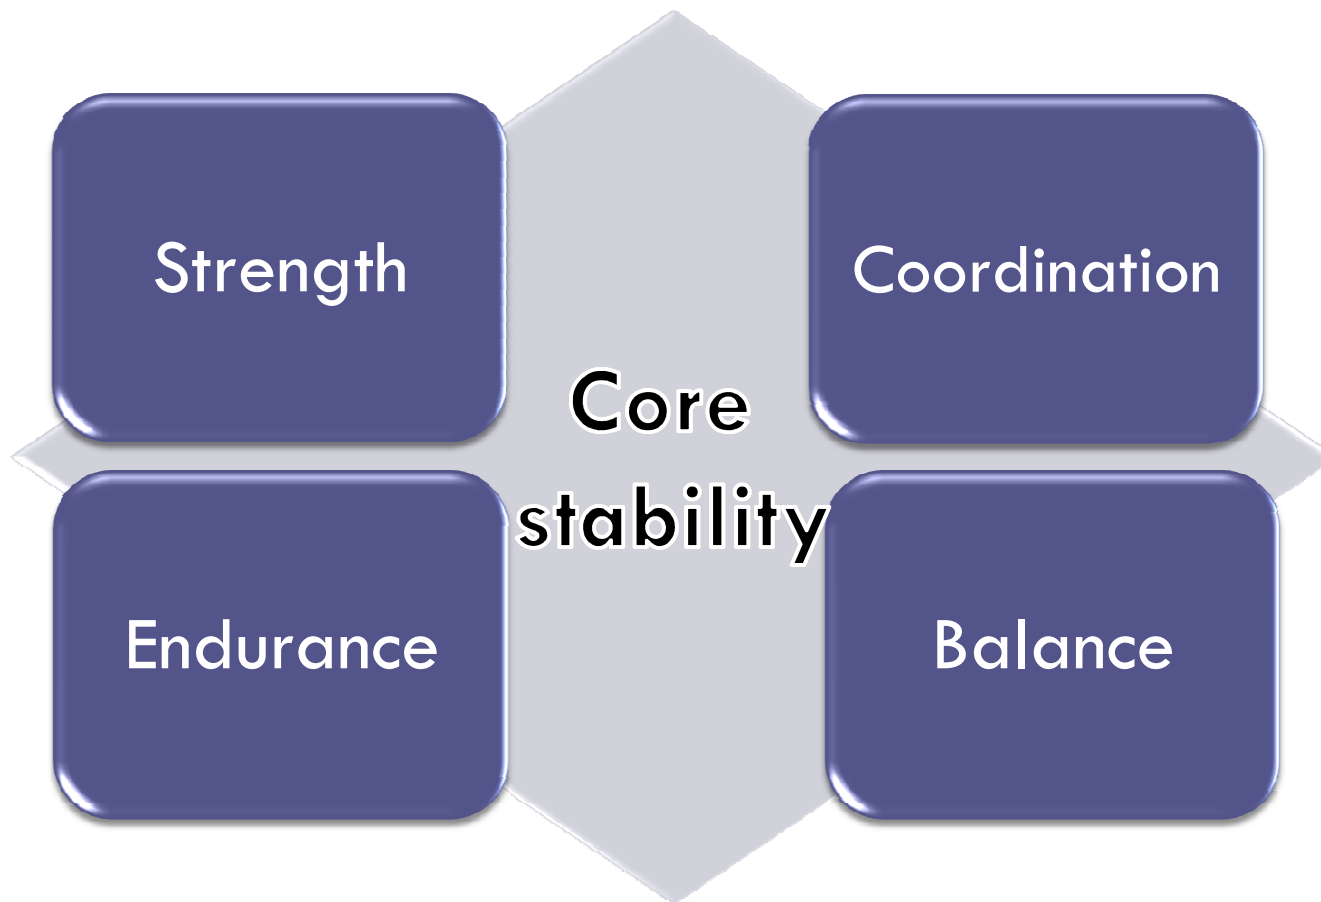 Strength
Coordination
Core
stability
Endurance
Balance